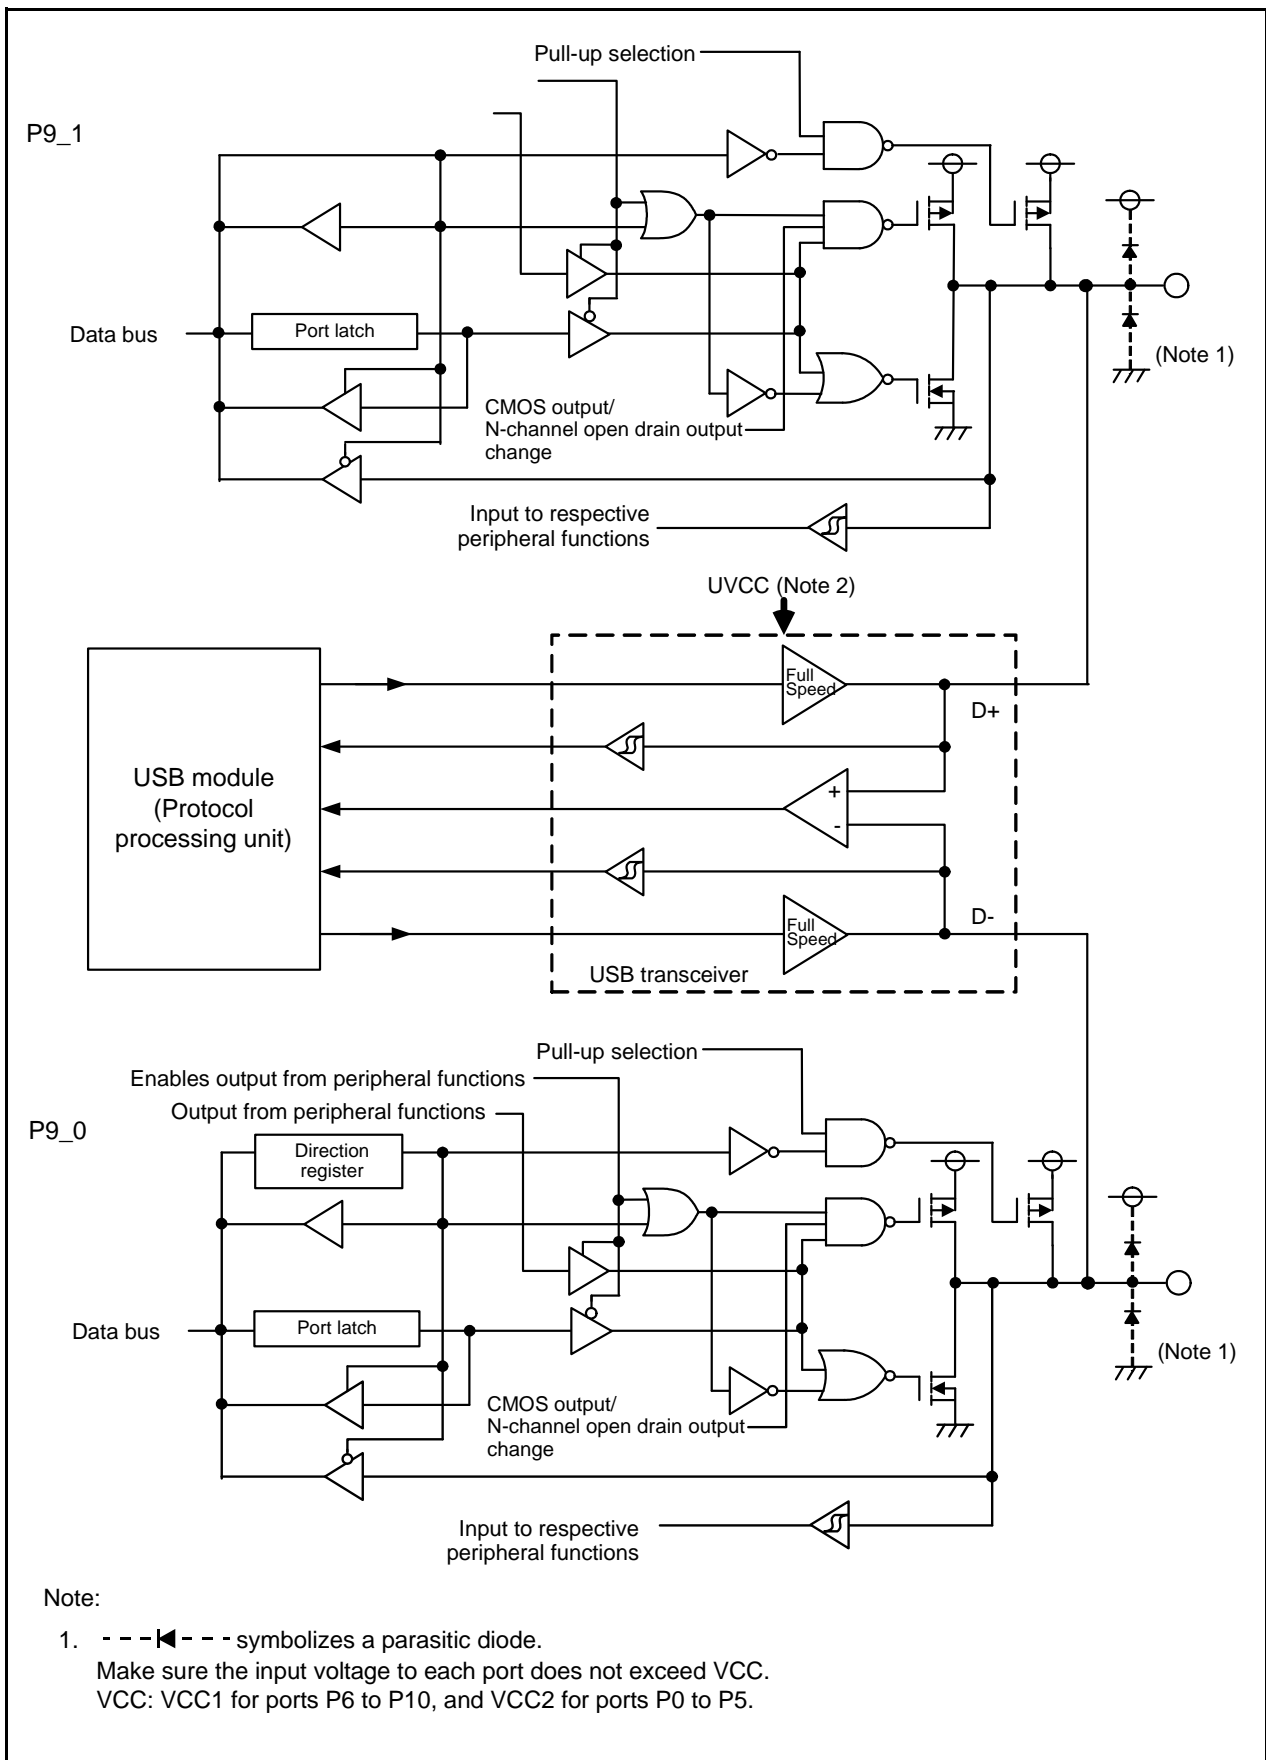 Pull-up selection
P9_1
Data bus
Port latch
(Note 1)
CMOS output/
N-channel open drain output
change
Input to respective
peripheral functions
UVCC (Note 2)
Full
Speed
D+
USB module
(Protocol
processing unit)
+
-
Full
Speed
D-
USB transceiver
Pull-up selection
Enables output from peripheral functions
Output from peripheral functions
P9_0
Direction
register
Data bus
Port latch
(Note 1)
CMOS output/
N-channel open drain output
change
Input to respective
peripheral functions
Note:
1. symbolizes a parasitic diode.
Make sure the input voltage to each port does not exceed VCC.
VCC: VCC1 for ports P6 to P10, and VCC2 for ports P0 to P5.